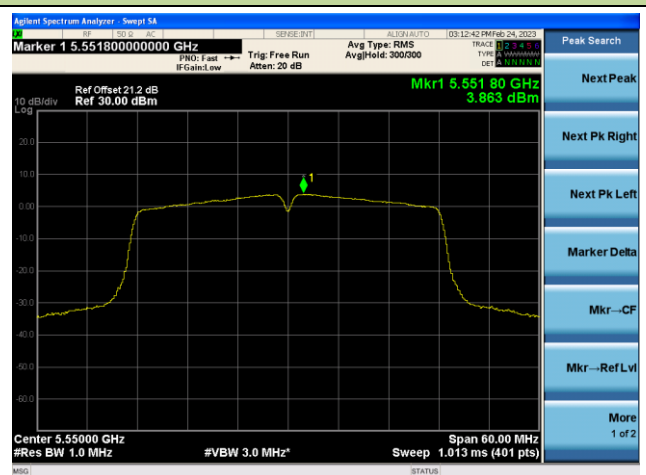 Agilent Spectrum Analyzer - Swept SA
RF 50 Ω AC SENSE:INT ALIGN AUTO 03:12:42 PM Feb 24, 2023
Marker 1 5.551800000000 GHz
PNO: Fast
IFGain:Low
Trig: Free Run
Atten: 20 dB
Avg Type: RMS
Avg|Hold: 300/300
TRACE 1 2 3 4 5 6
TYPE A
DET A N N N N N
Peak Search
Next Peak
Next Pk Right
Next Pk Left
Marker Delta
Mkr→CF
Mkr→RefLvl
More
1 of 2
Mkr1 5.551 80 GHz
3.863 dBm
Ref Offset 21.2 dB
10 dB/div Ref 30.00 dBm
Log
20.0
10.0
0.00
-10.0
-20.0
-30.0
-40.0
-50.0
-60.0
1
Center 5.55000 GHz Span 60.00 MHz
#Res BW 1.0 MHz #VBW 3.0 MHz* Sweep 1.013 ms (401 pts)
MSG STATUS